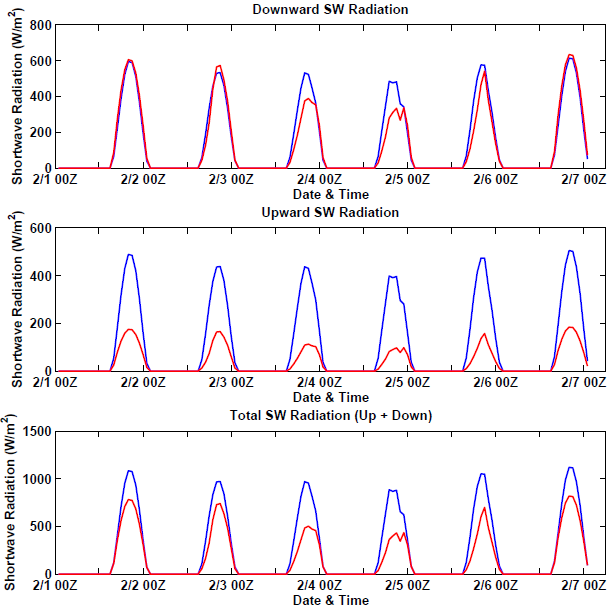 Downward SW Radiation
Shortwave Radiation (W/m²)
800
600
400
200
0
2/1 00Z 2/2 00Z 2/3 00Z 2/4 00Z 2/5 00Z 2/6 00Z 2/7 00Z
Date & Time
Upward SW Radiation
Shortwave Radiation (W/m²)
600
400
200
0
2/1 00Z 2/2 00Z 2/3 00Z 2/4 00Z 2/5 00Z 2/6 00Z 2/7 00Z
Date & Time
Total SW Radiation (Up + Down)
Shortwave Radiation (W/m²)
1500
1000
500
0
2/1 00Z 2/2 00Z 2/3 00Z 2/4 00Z 2/5 00Z 2/6 00Z 2/7 00Z
Date & Time